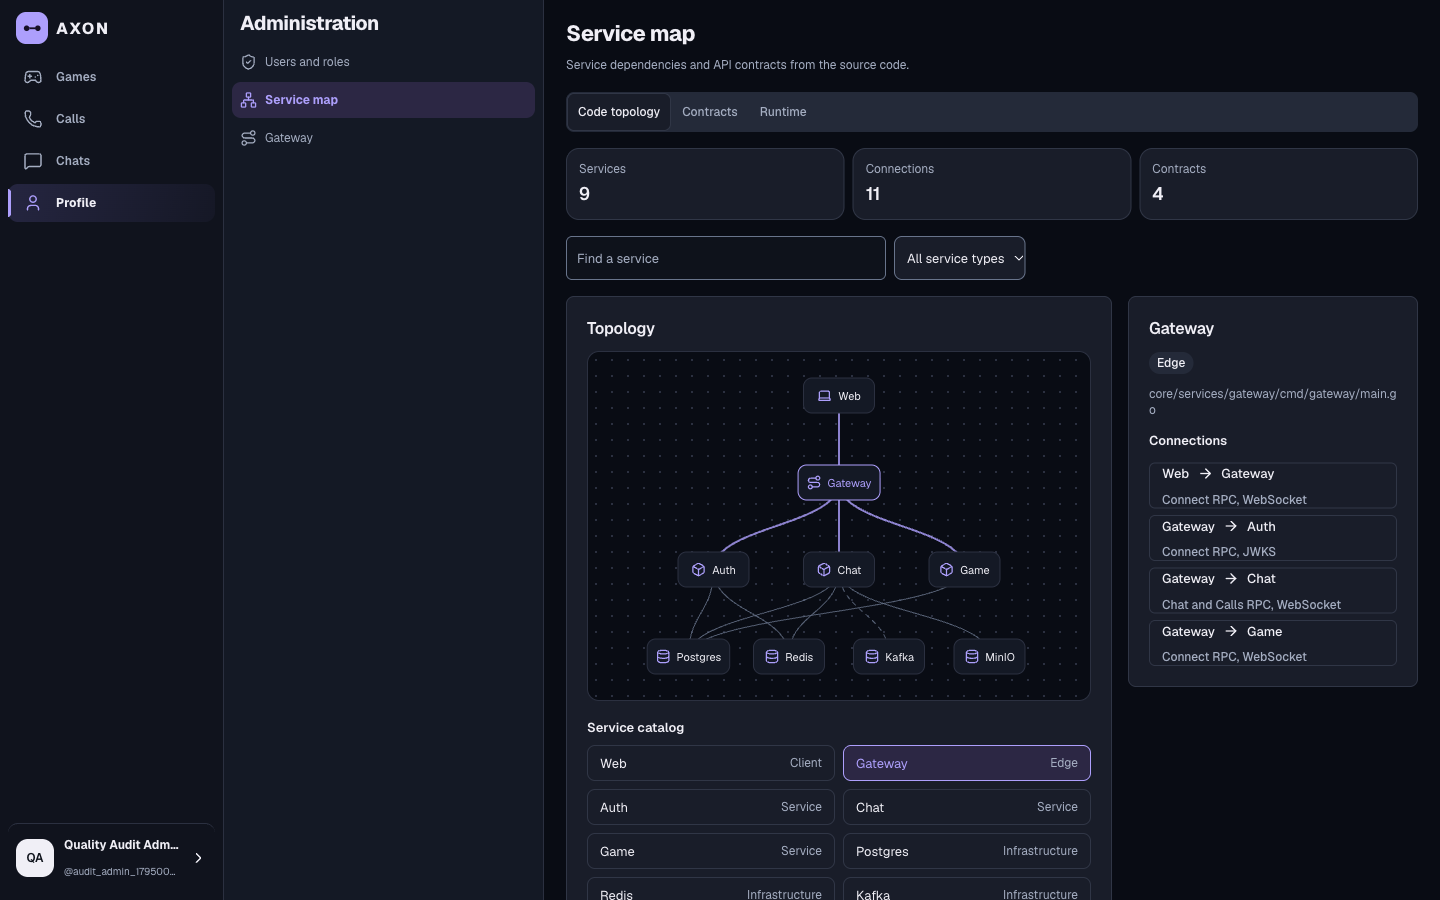 AXON
Games
Calls
Chats
Profile
QA
Quality Audit Adm...
@audit_admin_179500...
Administration
Users and roles
Service map
Gateway
Service map
Service dependencies and API contracts from the source code.
Code topology
Contracts
Runtime
Services
9
Connections
11
Contracts
4
Find a service
All service types
Topology
Web
Gateway
Auth
Chat
Game
Postgres
Redis
Kafka
MinIO
Service catalog
Web
Client
Gateway
Edge
Auth
Service
Chat
Service
Game
Service
Postgres
Infrastructure
Redis
Infrastructure
Kafka
Infrastructure
Gateway
Edge
core/services/gateway/cmd/gateway/main.g
o
Connections
Web → Gateway
Connect RPC, WebSocket
Gateway → Auth
Connect RPC, JWKS
Gateway → Chat
Chat and Calls RPC, WebSocket
Gateway → Game
Connect RPC, WebSocket